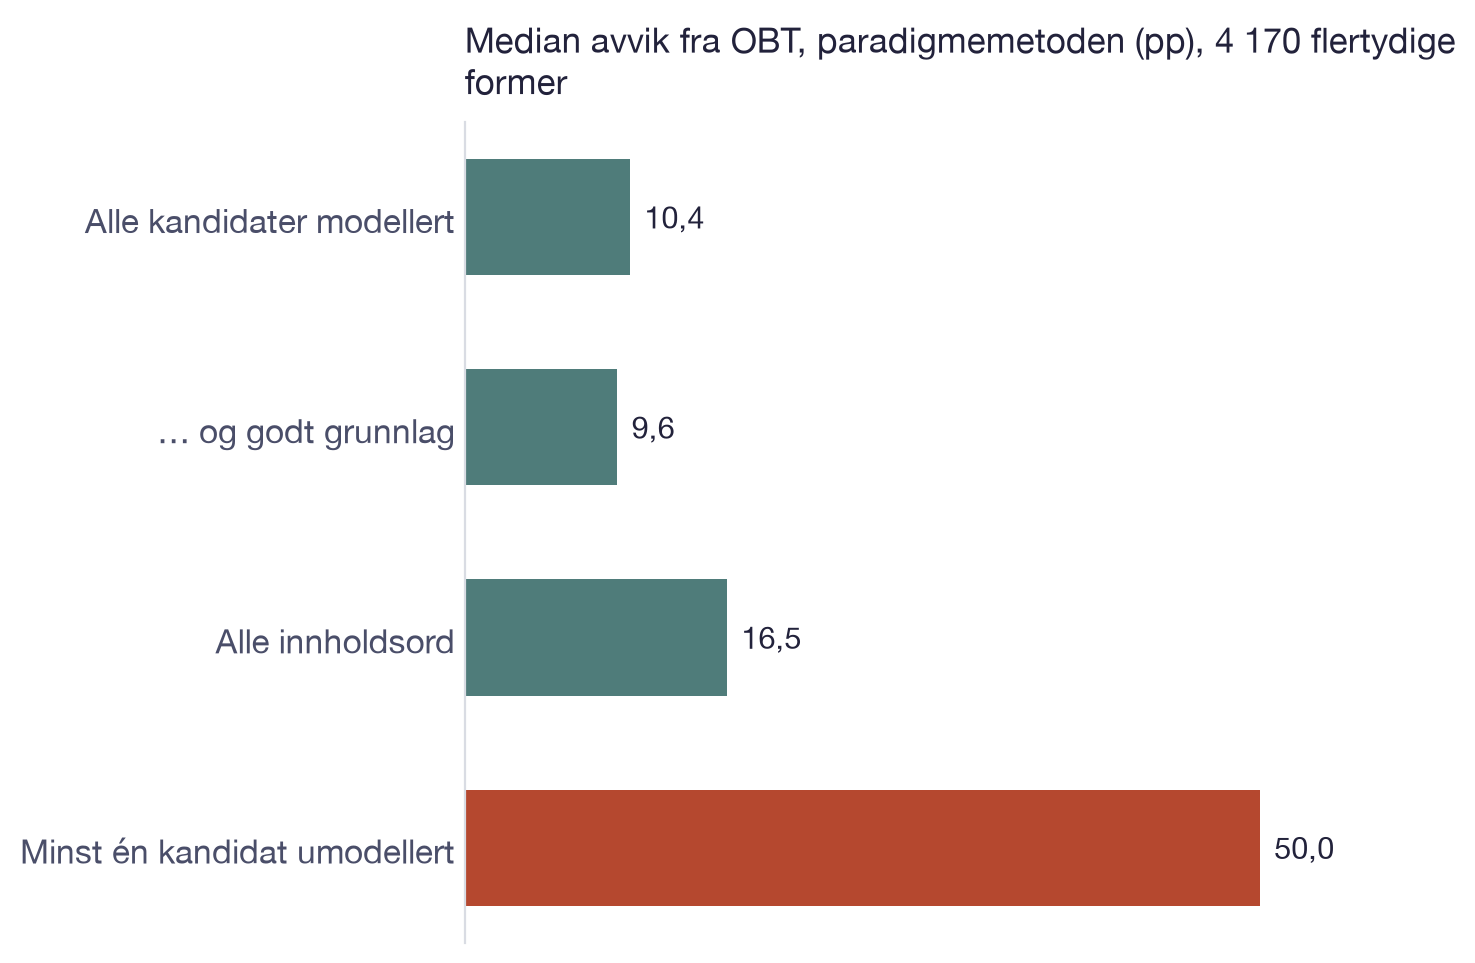 Median avvik fra OBT, paradigmemetoden (pp), 4 170 flertydige
former
Alle kandidater modellert
10,4
… og godt grunnlag
9,6
Alle innholdsord
16,5
Minst én kandidat umodellert
50,0